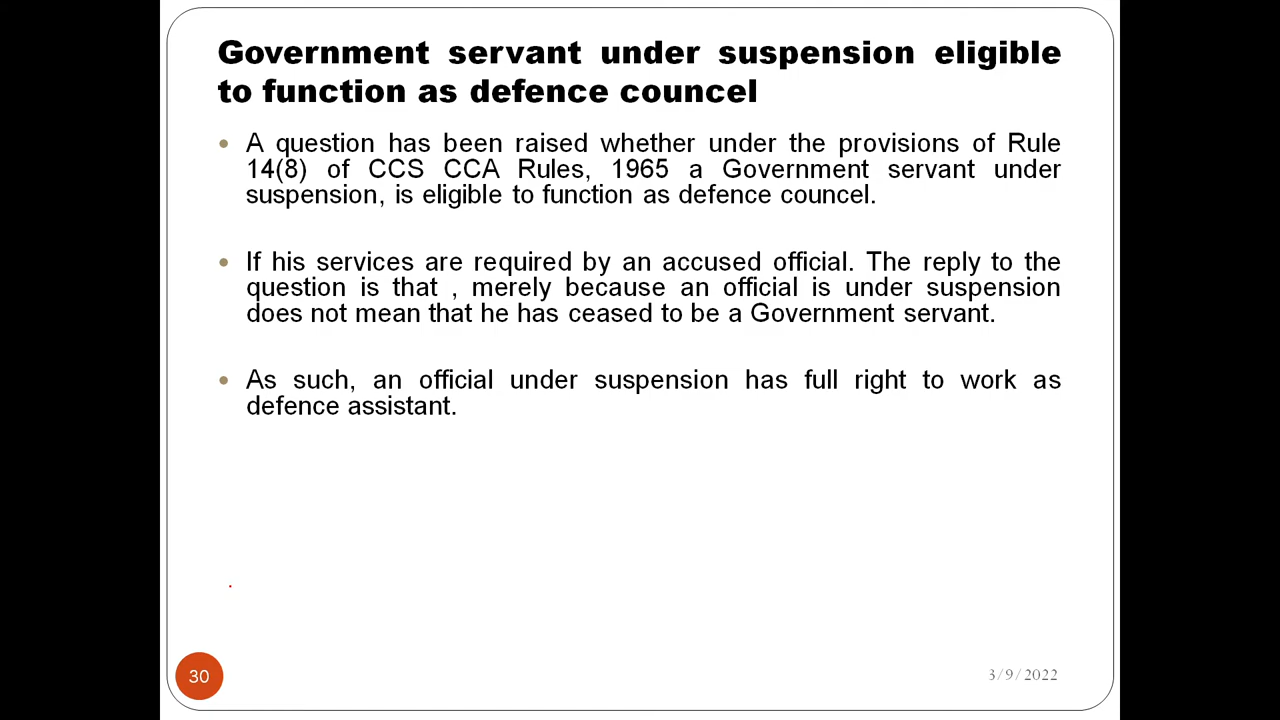 Government servant under suspension eligible
to function as defence councel
• A question has been raised whether under the provisions of Rule
14(8) of CCS CCA Rules, 1965 a Government servant under
suspension, is eligible to function as defence councel.
• If his services are required by an accused official. The reply to the
question is that , merely because an official is under suspension
does not mean that he has ceased to be a Government servant.
• As such, an official under suspension has full right to work as
defence assistant.
30
3/9/2022